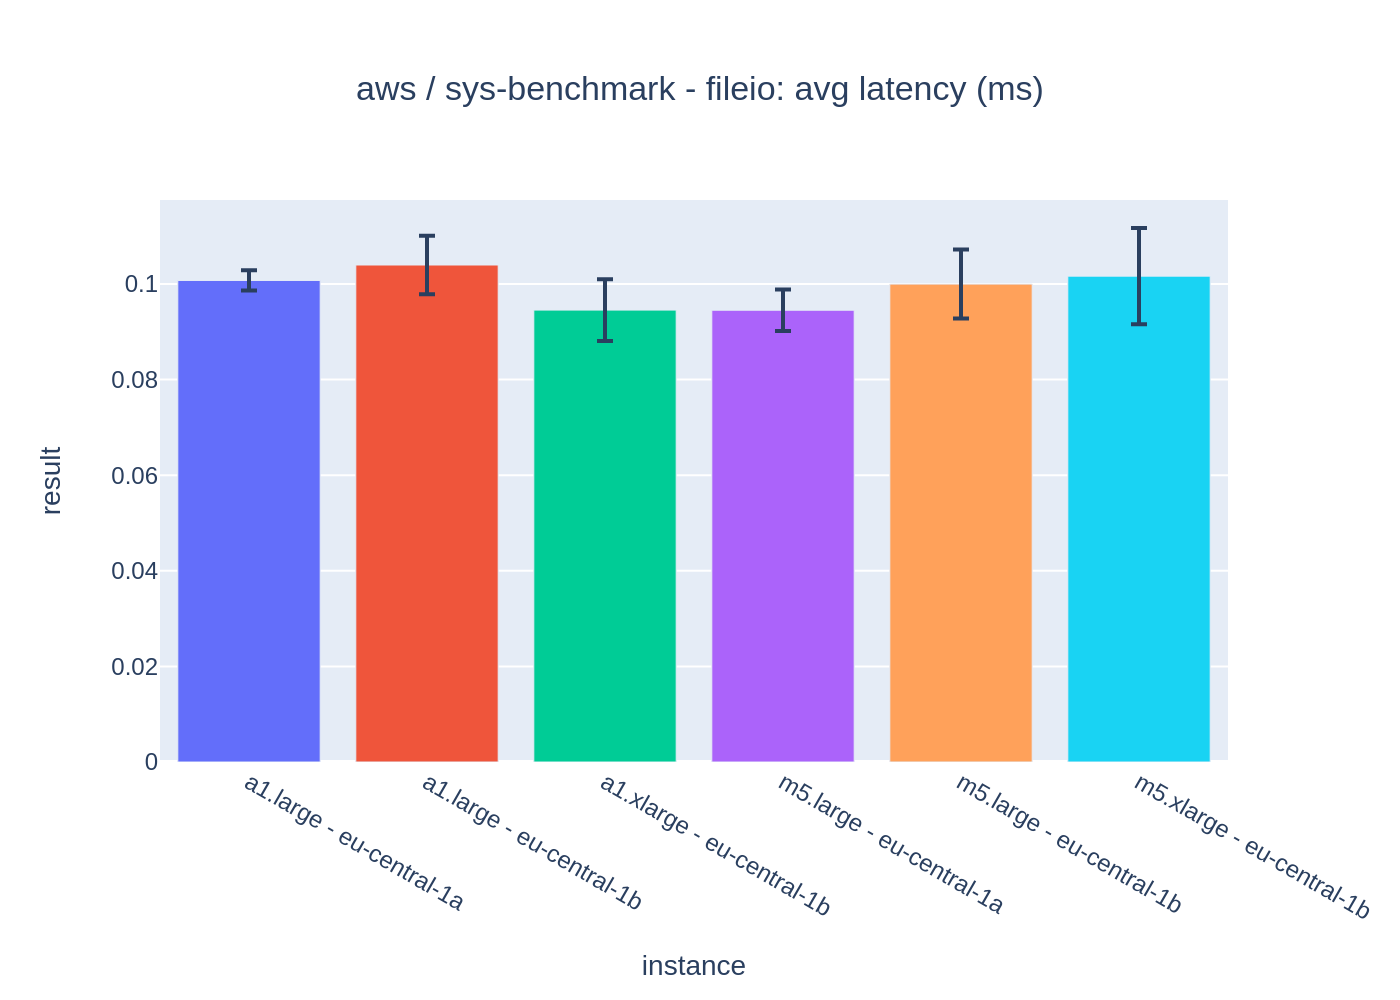 aws / sys-benchmark - fileio: avg latency (ms)
result
0.1
0.08
0.06
0.04
0.02
0
a1.large - eu-central-1a
a1.large - eu-central-1b
a1.xlarge - eu-central-1b
m5.large - eu-central-1a
m5.large - eu-central-1b
m5.xlarge - eu-central-1b
instance